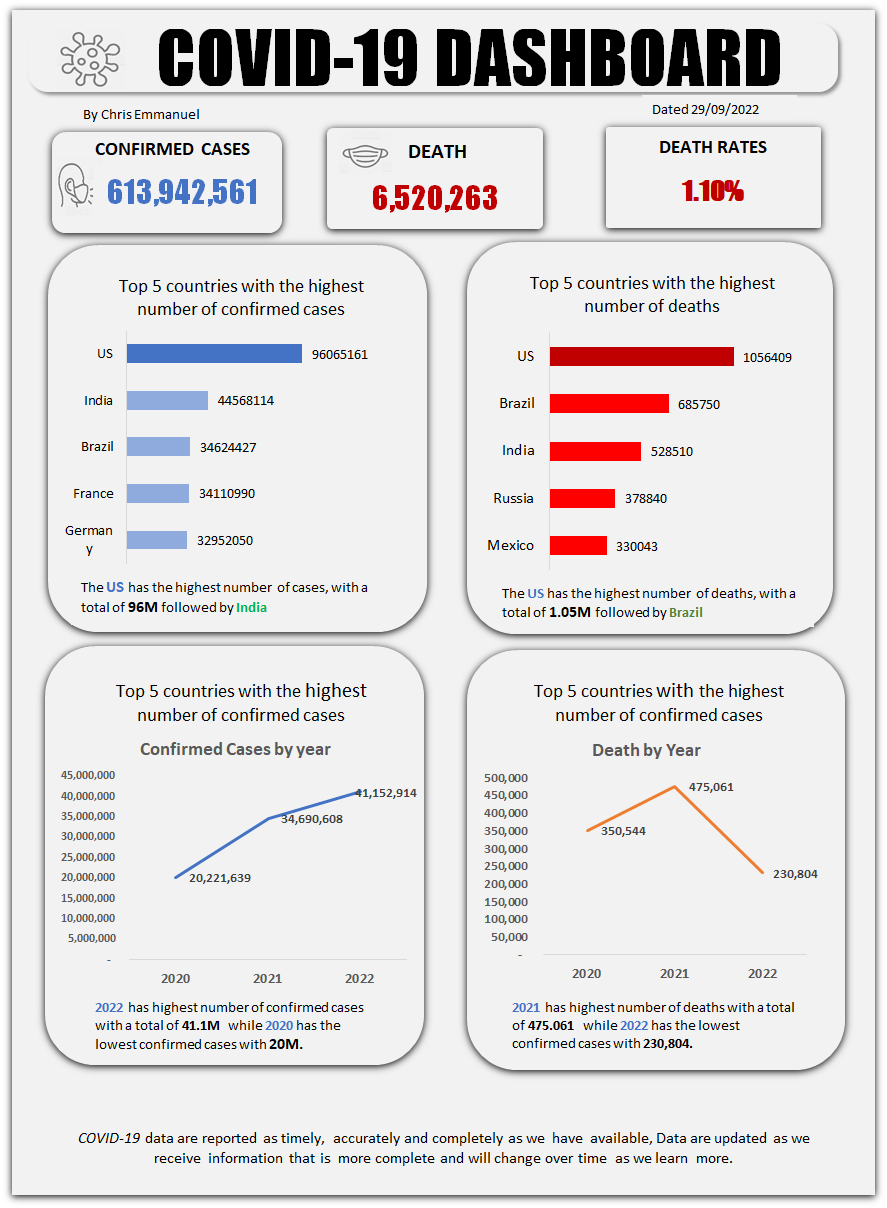 COVID-19 DASHBOARD
By Chris Emmanuel
Dated 29/09/2022
CONFIRMED CASES
613,942,561
DEATH
6,520,263
DEATH RATES
1.10%
Top 5 countries with the highest
number of confirmed cases
US
96065161
India
44568114
Brazil
34624427
France
34110990
German
y
32952050
The US has the highest number of cases, with a
total of 96M followed by India
Top 5 countries with the highest
number of deaths
US
1056409
Brazil
685750
India
528510
Russia
378840
Mexico
330043
The US has the highest number of deaths, with a
total of 1.05M followed by Brazil
Top 5 countries with the highest
number of confirmed cases
Confirmed Cases by year
45,000,000
40,000,000
35,000,000
30,000,000
25,000,000
20,000,000
15,000,000
10,000,000
5,000,000
-
20,221,639
34,690,608
41,152,914
2020
2021
2022
2022 has highest number of confirmed cases
with a total of 41.1M while 2020 has the
lowest confirmed cases with 20M.
Top 5 countries with the highest
number of confirmed cases
Death by Year
500,000
450,000
400,000
350,000
300,000
250,000
200,000
150,000
100,000
50,000
-
350,544
475,061
230,804
2020
2021
2022
2021 has highest number of deaths with a total
of 475.061 while 2022 has the lowest
confirmed cases with 230,804.
COVID-19 data are reported as timely, accurately and completely as we have available, Data are updated as we
receive information that is more complete and will change over time as we learn more.